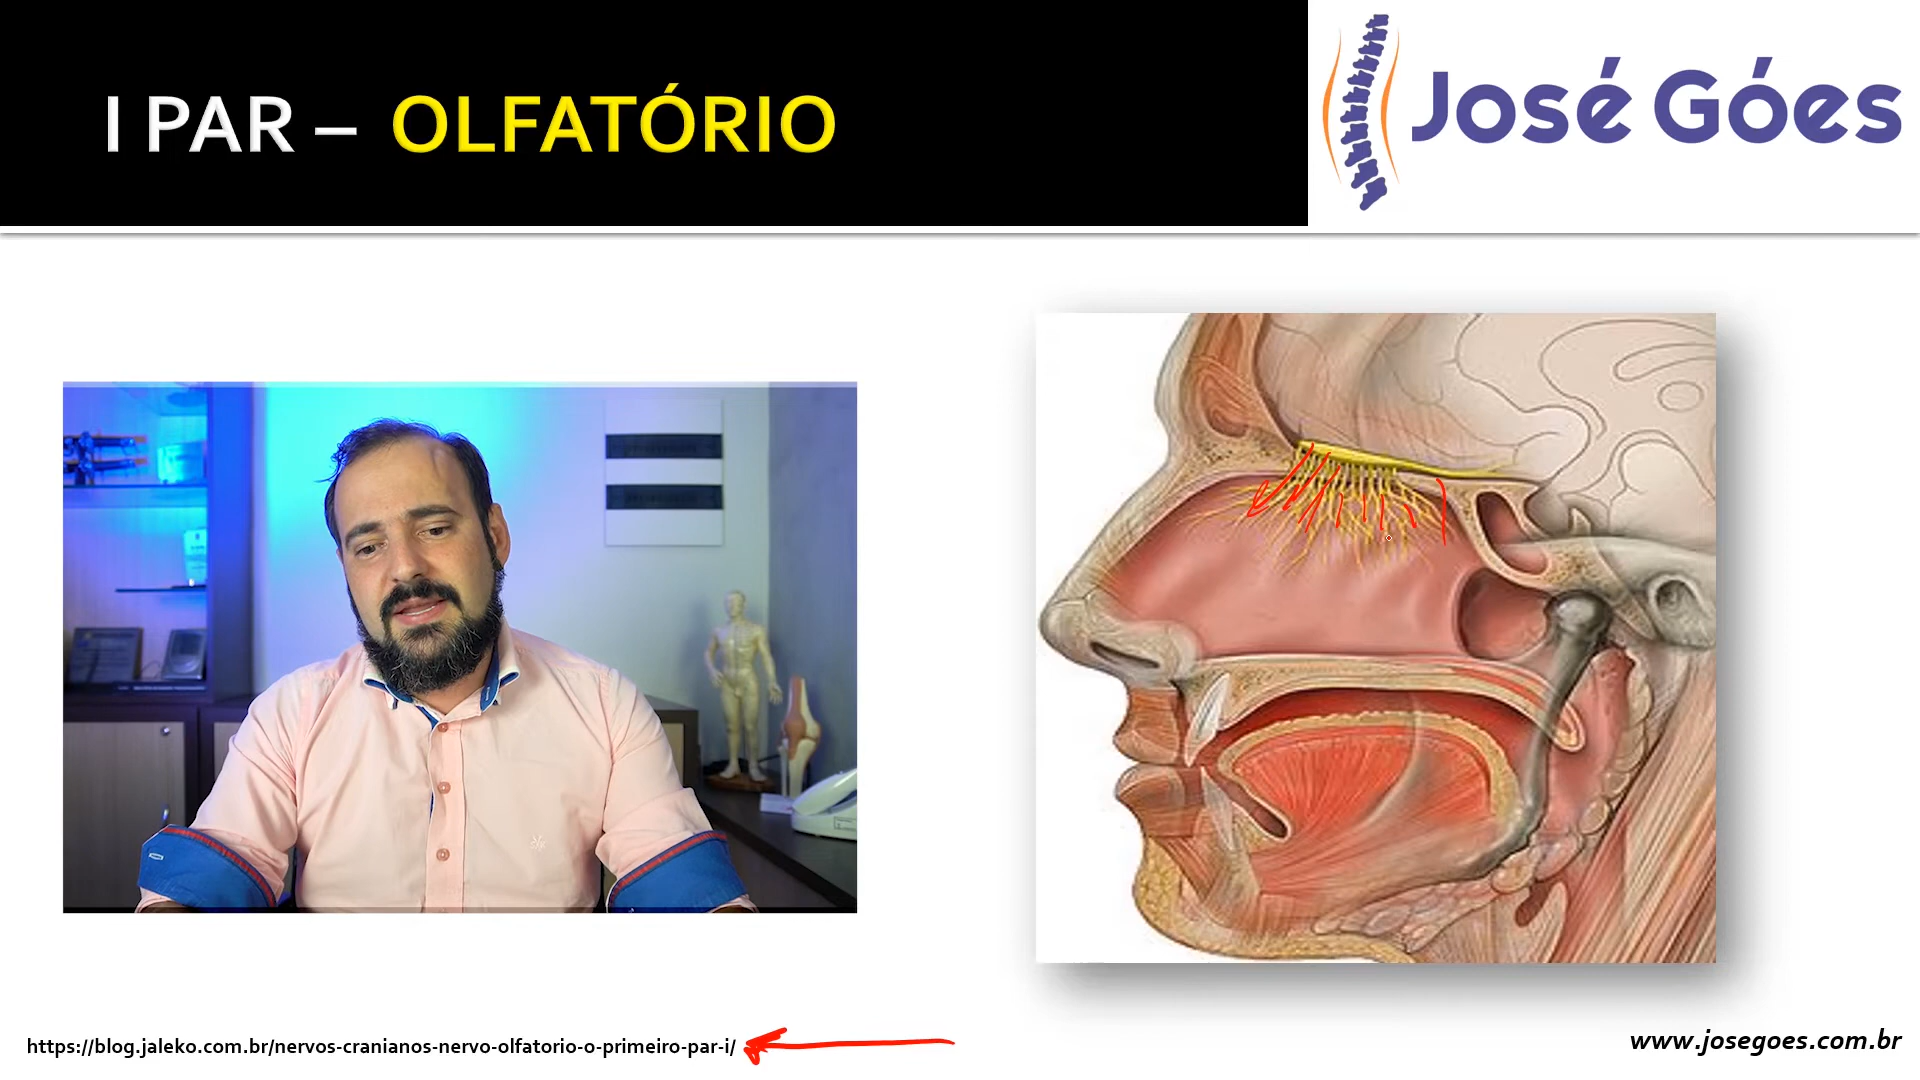 I PAR – OLFATÓRIO
José Góes
https://blog.jaleko.com.br/nervos-cranianos-nervo-olfatorio-o-primeiro-par-i/
www.josegoes.com.br